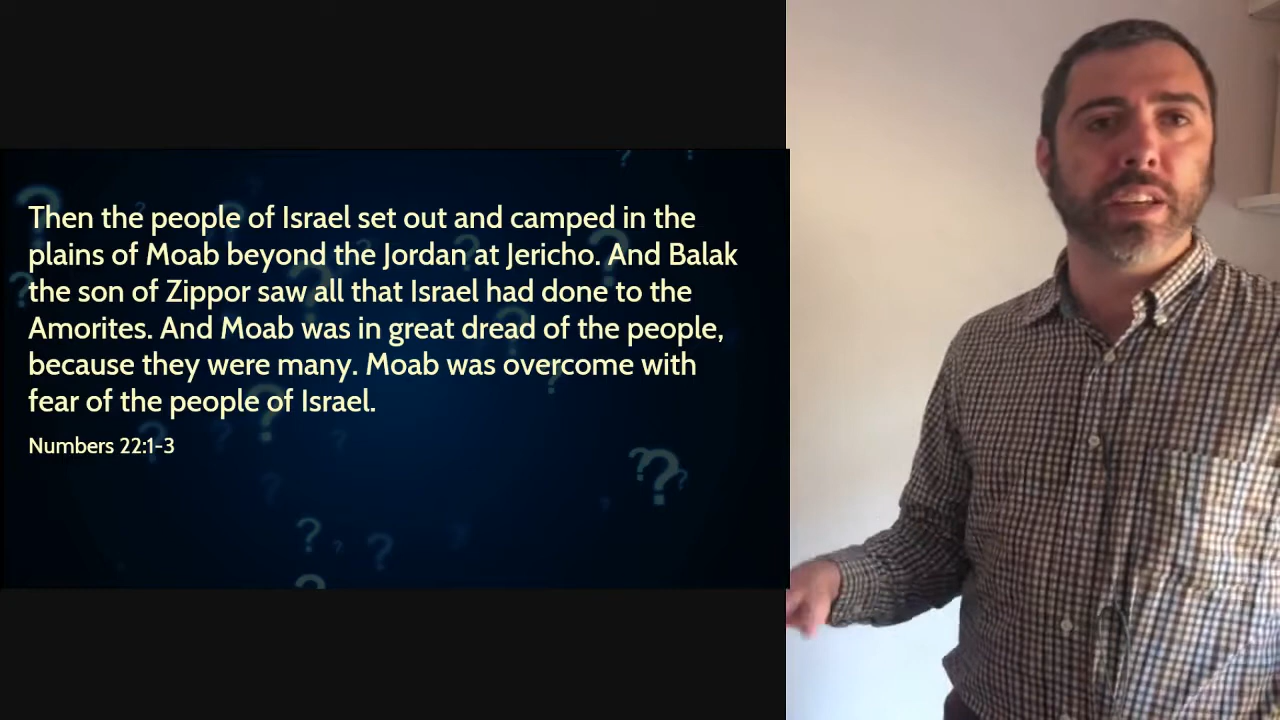 Then the people of Israel set out and camped in the
plains of Moab beyond the Jordan at Jericho. And Balak
the son of Zippor saw all that Israel had done to the
Amorites. And Moab was in great dread of the people,
because they were many. Moab was overcome with
fear of the people of Israel.
Numbers 22:1-3